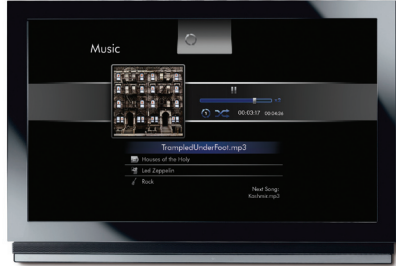 Music
00:03:17 00:04:26
TrampledUnderFoot.mp3
Houses of the Holy
Led Zeppelin
Rock
Next Song:
Kashmir.mp3